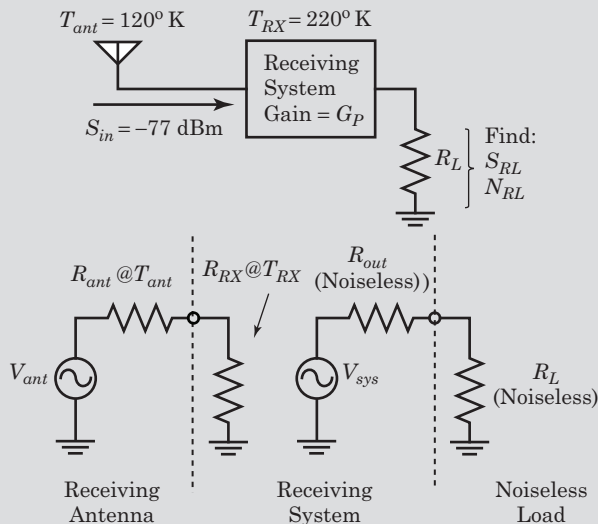 T_ant = 120° K
T_RX = 220° K
Receiving
System
Gain = G_P
S_in = –77 dBm
R_L
Find:
S_RL
N_RL
R_ant @T_ant
R_RX@T_RX
R_out
(Noiseless))
V_ant
V_sys
R_L
(Noiseless)
Receiving
Antenna
Receiving
System
Noiseless
Load